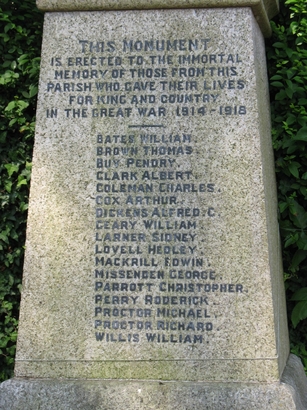 THIS MONUMENT
IS ERECTED TO THE IMMORTAL
MEMORY OF THOSE FROM THIS
PARISH WHO GAVE THEIR LIVES
FOR KING AND COUNTRY
IN THE GREAT WAR 1914-1918
BATES WILLIAM.
BROWN THOMAS.
BUY PENDRY.
CLARK ALBERT.
COLEMAN CHARLES.
COX ARTHUR.
DICKENS ALFRED. C.
GEARY WILLIAM.
LARNER SIDNEY.
LOVELL HEDLEY.
MACKRILL EDWIN.
MISSENDEN GEORGE.
PARROTT CHRISTOPHER.
PERRY RODERICK.
PROCTOR MICHAEL.
PROCTOR RICHARD.
WILLIS WILLIAM.